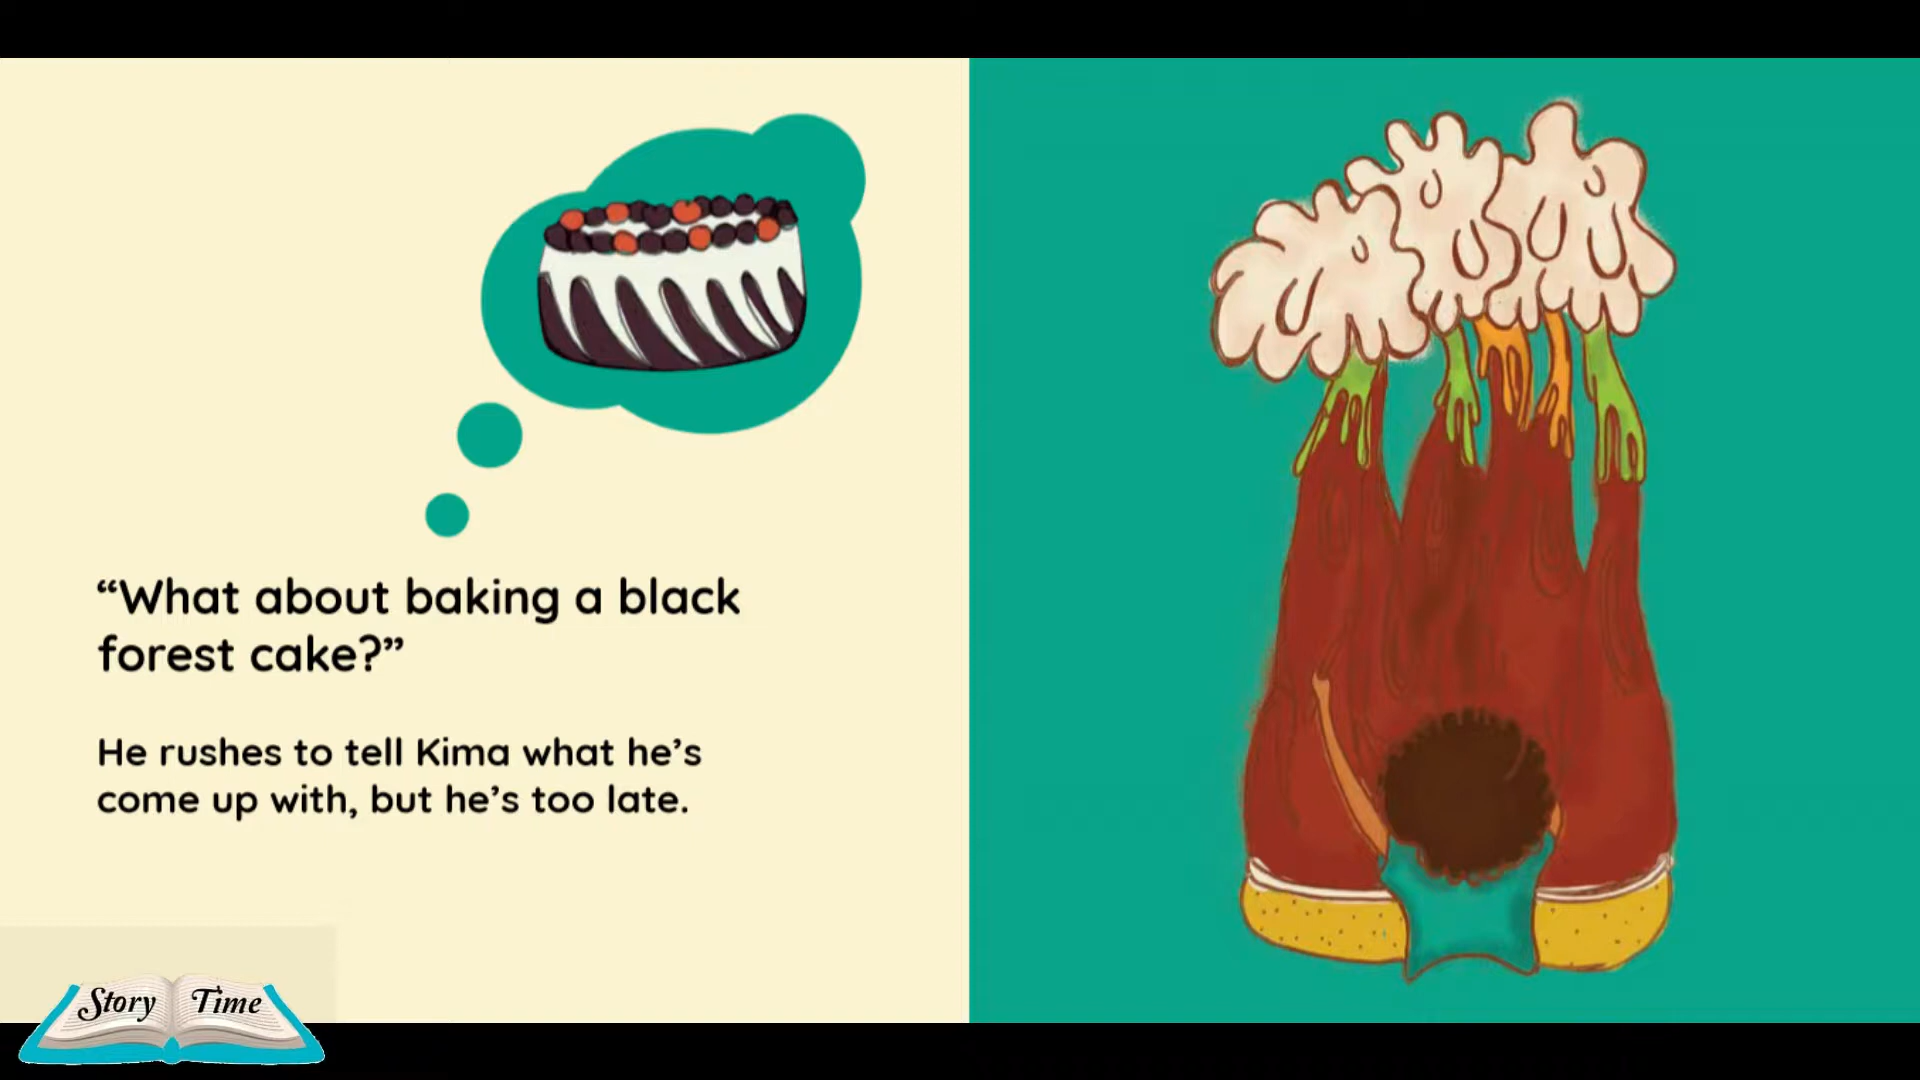 “What about baking a black
forest cake?”
He rushes to tell Kima what he’s
come up with, but he’s too late.
Story Time